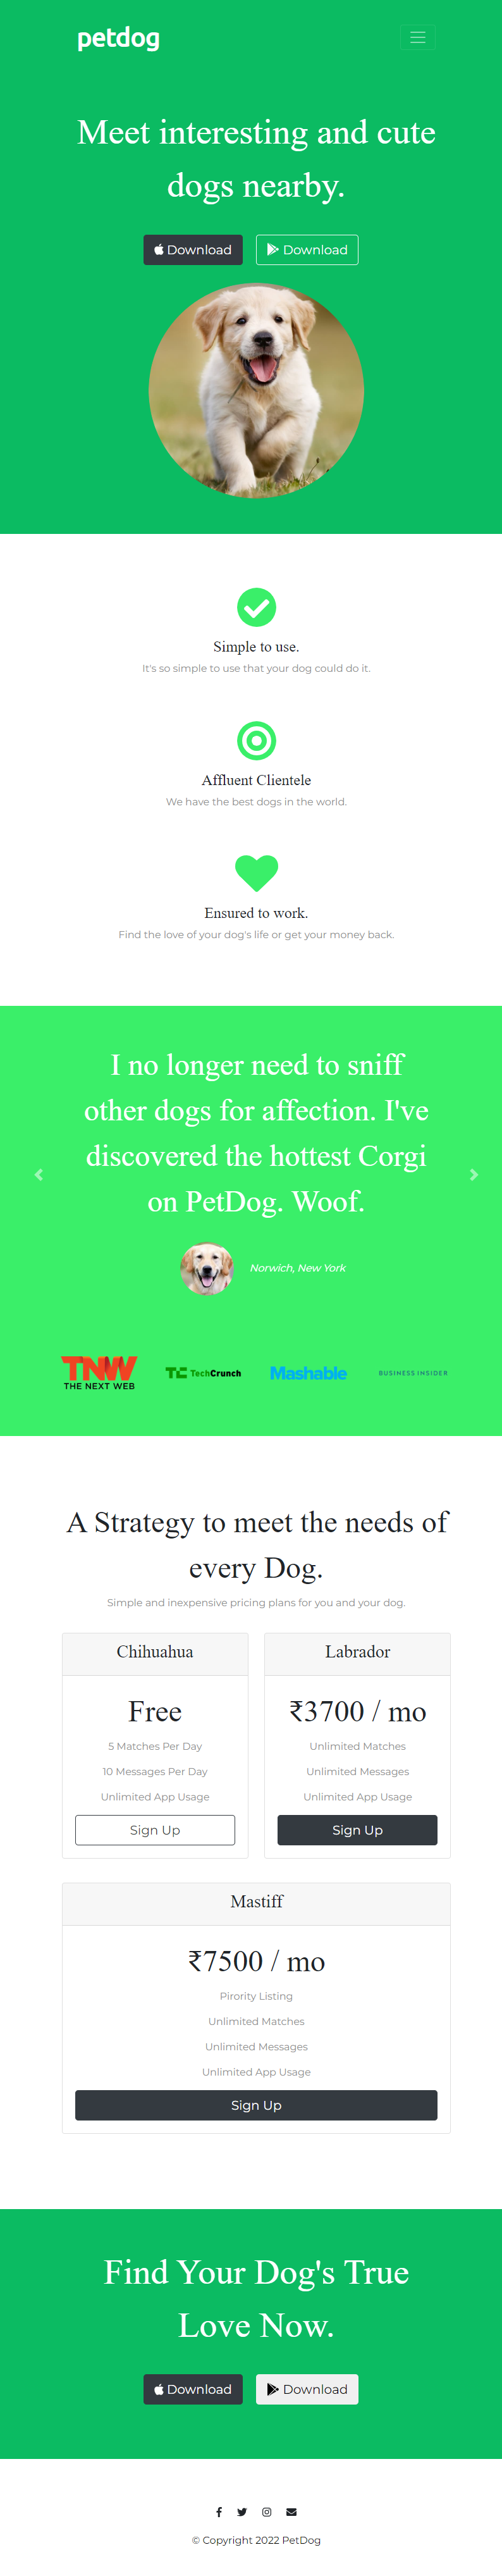 petdog
Meet interesting and cute
dogs nearby.
Download
Download
Simple to use.
It's so simple to use that your dog could do it.
Affluent Clientele
We have the best dogs in the world.
Ensured to work.
Find the love of your dog's life or get your money back.
I no longer need to sniff
other dogs for affection. I've
discovered the hottest Corgi
on PetDog. Woof.
Norwich, New York
TNW
THE NEXT WEB
TC TechCrunch
Mashable
BUSINESS INSIDER
A Strategy to meet the needs of
every Dog.
Simple and inexpensive pricing plans for you and your dog.
Chihuahua
Free
5 Matches Per Day
10 Messages Per Day
Unlimited App Usage
Sign Up
Labrador
₹3700 / mo
Unlimited Matches
Unlimited Messages
Unlimited App Usage
Sign Up
Mastiff
₹7500 / mo
Pirority Listing
Unlimited Matches
Unlimited Messages
Unlimited App Usage
Sign Up
Find Your Dog's True
Love Now.
Download
Download
© Copyright 2022 PetDog